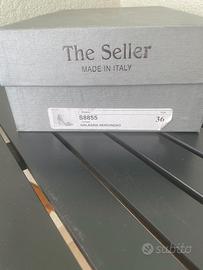 The Seller
MADE IN ITALY
S8855
36
subito